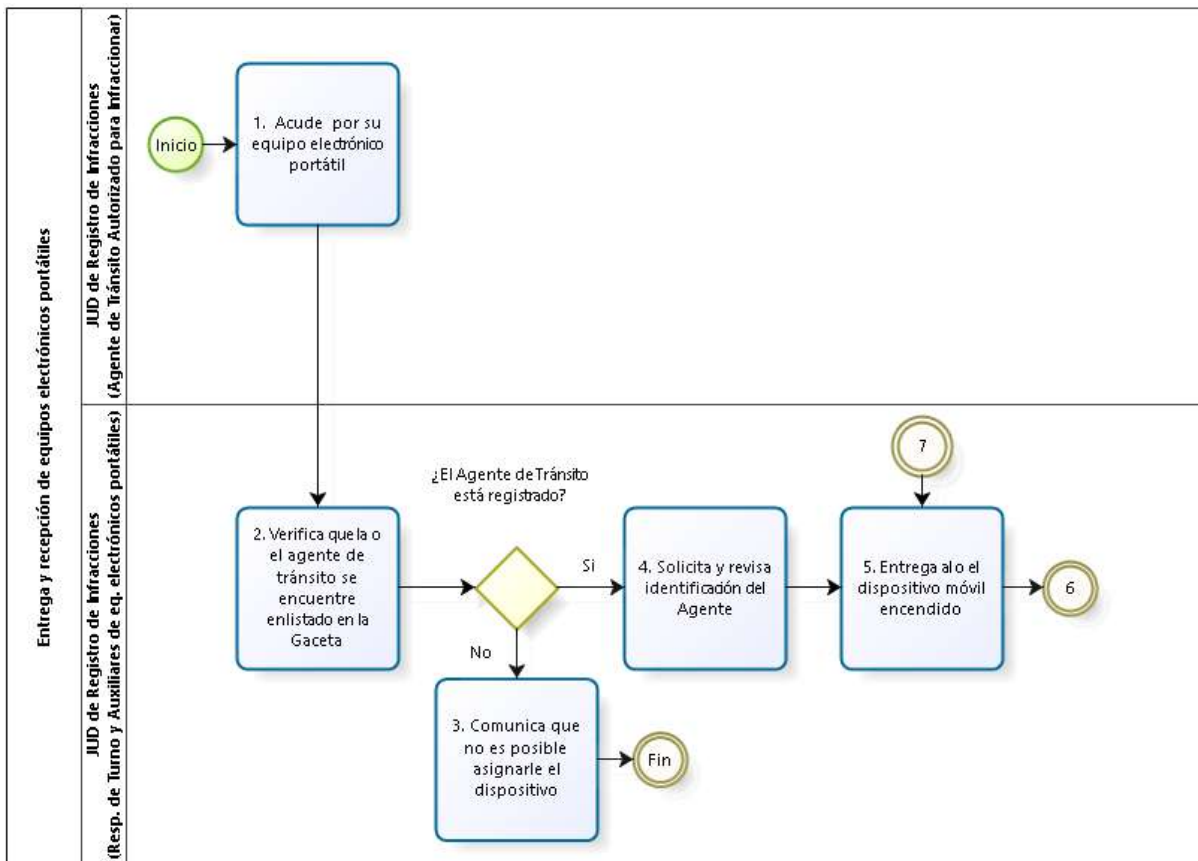 Entrega y recepción de equipos electrónicos portátiles
JUD de Registro de Infracciones
(Agente de Tránsito Autorizado para Infraccionar)
Inicio
1. Acude por su
equipo electrónico
portátil
JUD de Registro de Infracciones
(Resp. de Turno y Auxiliares de eq. electrónicos portátiles)
2. Verifica que la o
el agente de
tránsito se
encuentre
enlistado en la
Gaceta
¿El Agente de Tránsito
está registrado?
Si
No
3. Comunica que
no es posible
asignarle el
dispositivo
Fin
4. Solicita y revisa
identificación del
Agente
7
5. Entrega alo el
dispositivo móvil
encendido
6